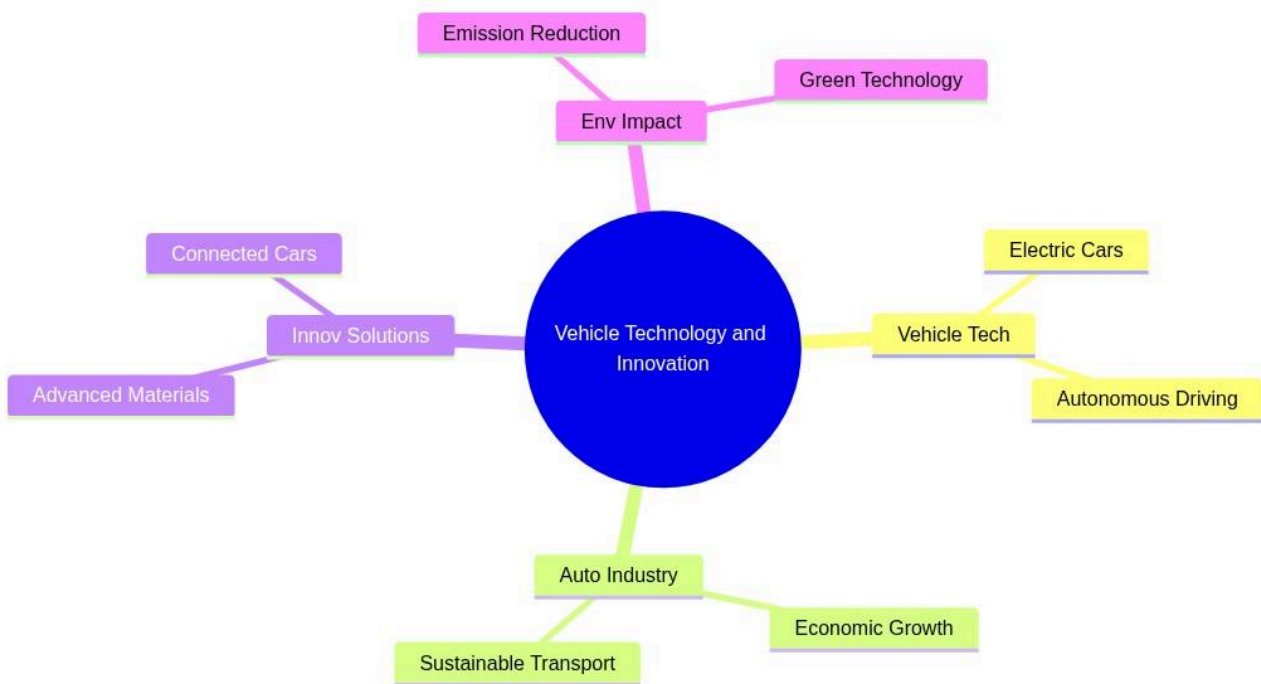 Emission Reduction
Green Technology
Env Impact
Connected Cars
Electric Cars
Innov Solutions
Vehicle Technology and
Innovation
Vehicle Tech
Advanced Materials
Autonomous Driving
Auto Industry
Economic Growth
Sustainable Transport